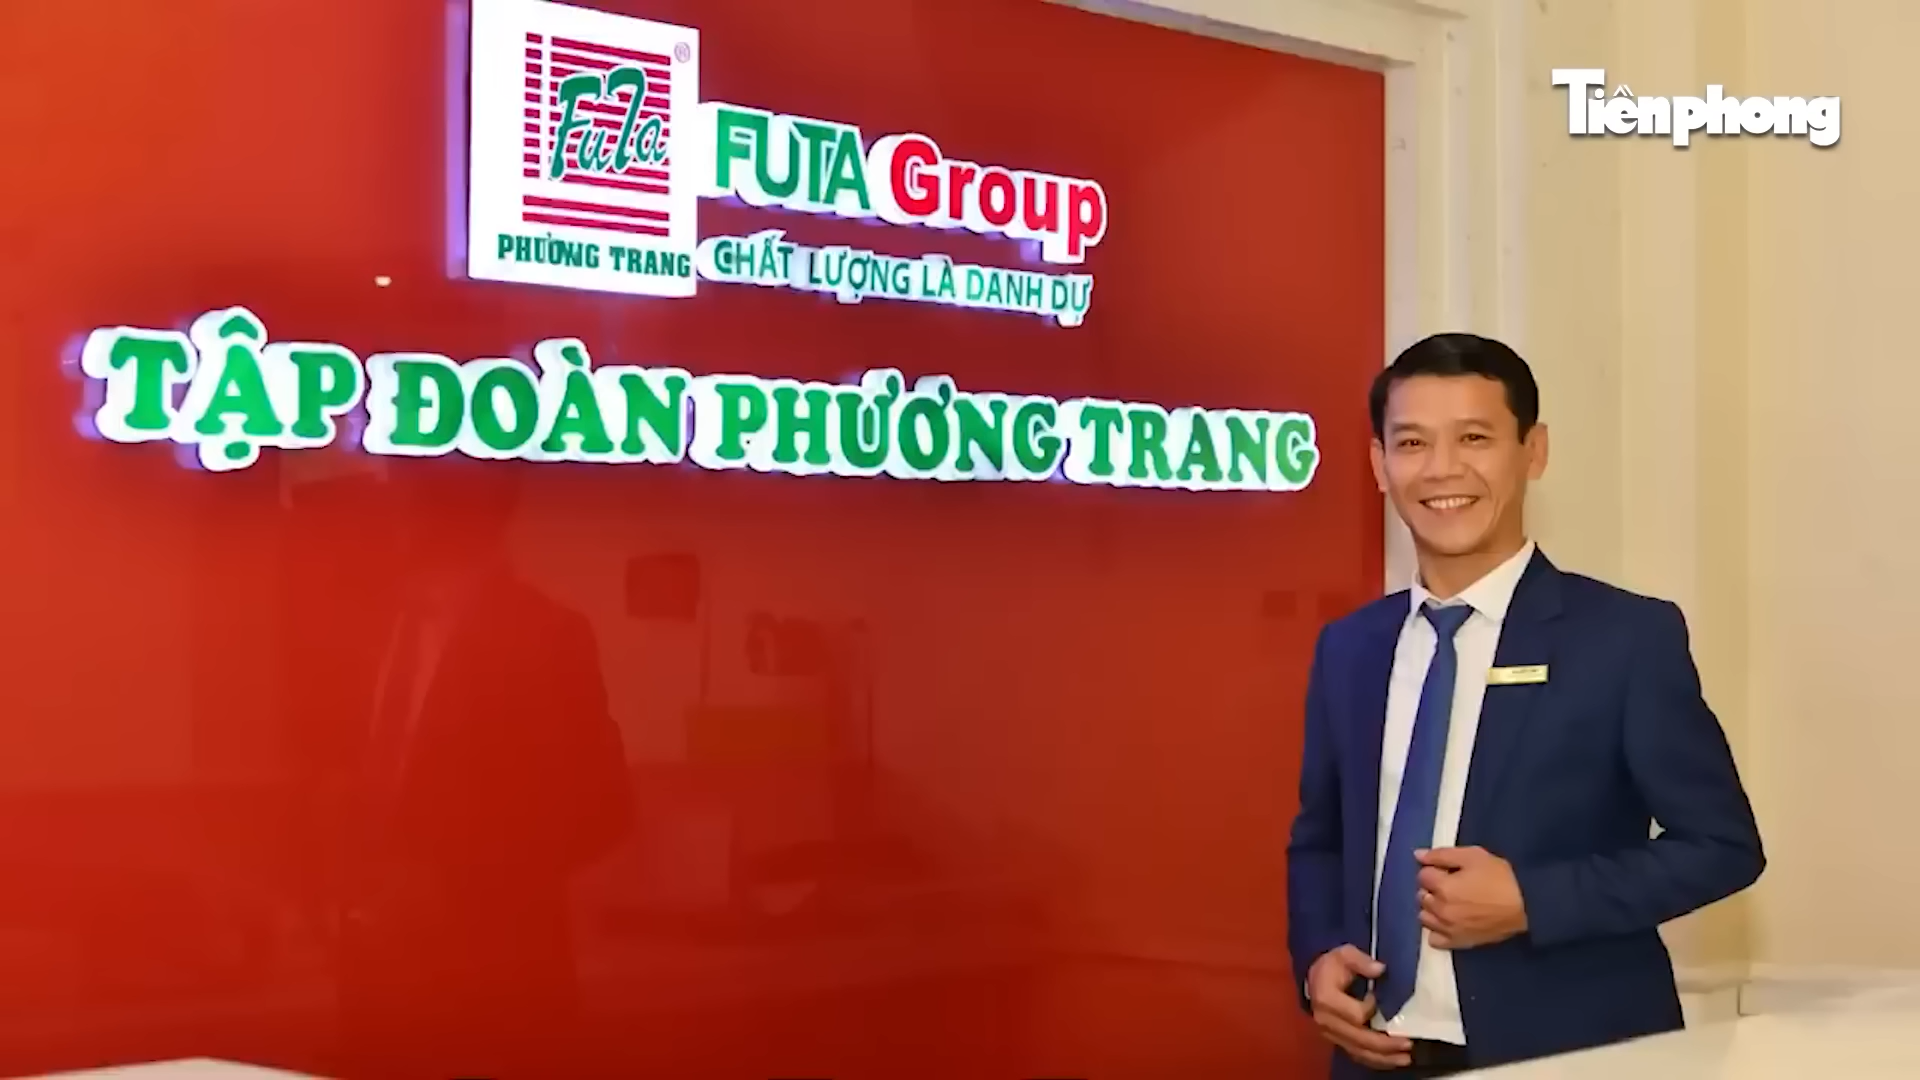 Tiềnphong
FuTa ®
PHƯƠNG TRANG
FUTA Group
CHẤT LƯỢNG LÀ DANH DỰ
TẬP ĐOÀN PHƯƠNG TRANG